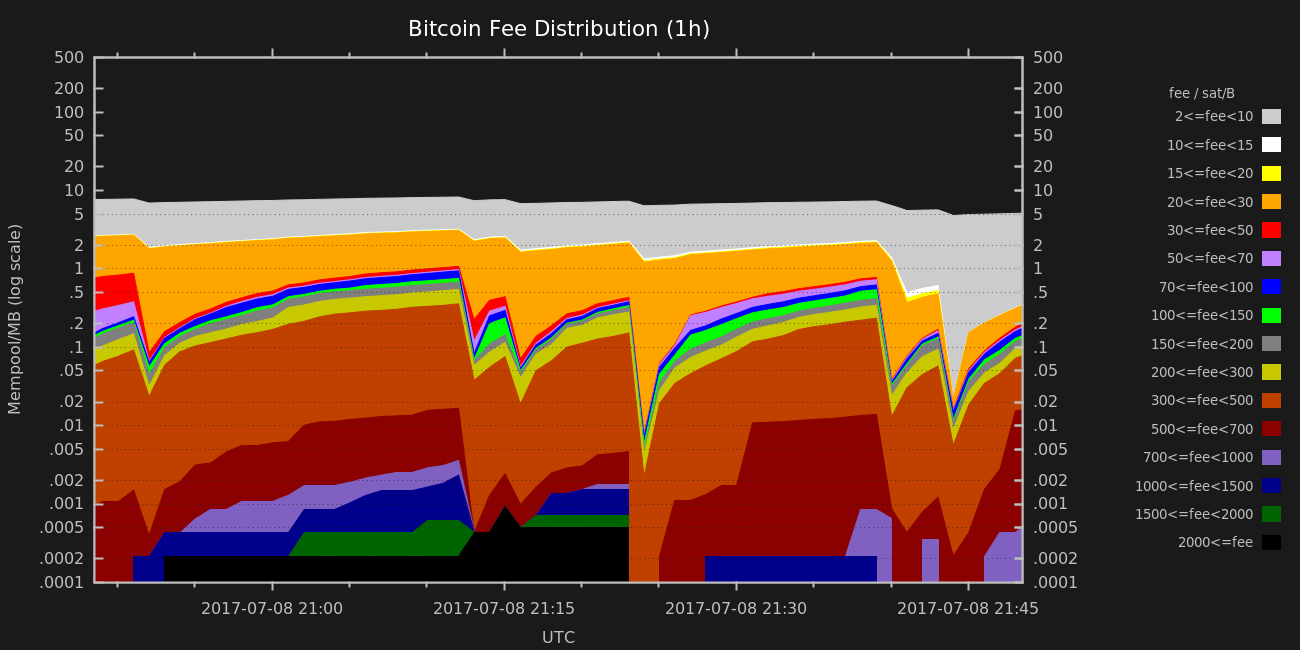 Bitcoin Fee Distribution (1h)
500
200
100
50
20
10
5
2
1
.5
.2
.1
.05
.02
.01
.005
.002
.001
.0005
.0002
.0001
Mempool/MB (log scale)
500
200
100
50
20
10
5
2
1
.5
.2
.1
.05
.02
.01
.005
.002
.001
.0005
.0002
.0001
2017-07-08 21:00 2017-07-08 21:15 2017-07-08 21:30 2017-07-08 21:45
UTC
fee / sat/B
2<=fee<10
10<=fee<15
15<=fee<20
20<=fee<30
30<=fee<50
50<=fee<70
70<=fee<100
100<=fee<150
150<=fee<200
200<=fee<300
300<=fee<500
500<=fee<700
700<=fee<1000
1000<=fee<1500
1500<=fee<2000
2000<=fee